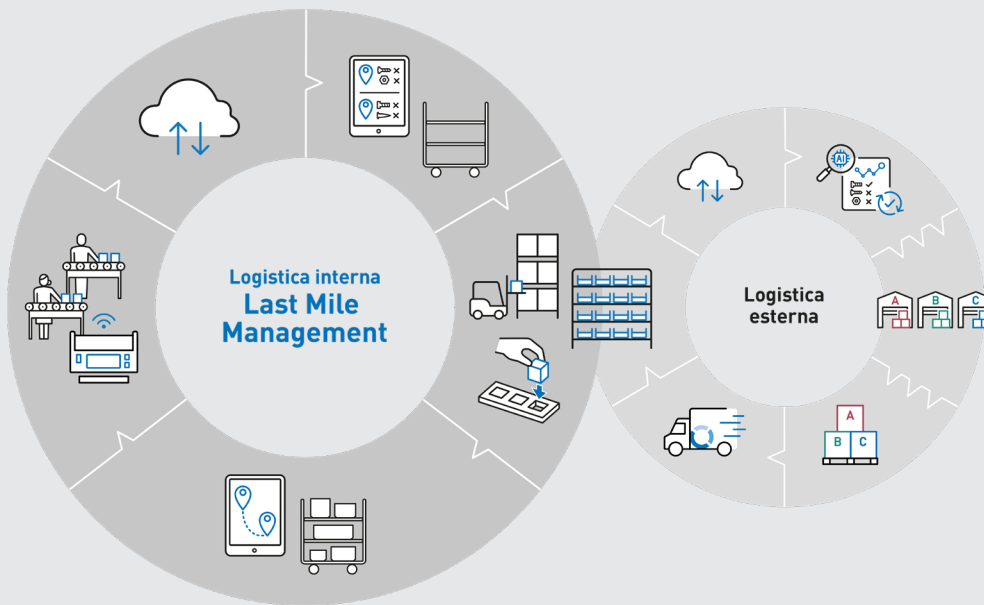 Logistica interna
Last Mile
Management
AI
Logistica
esterna
A
B
C
A
B
C